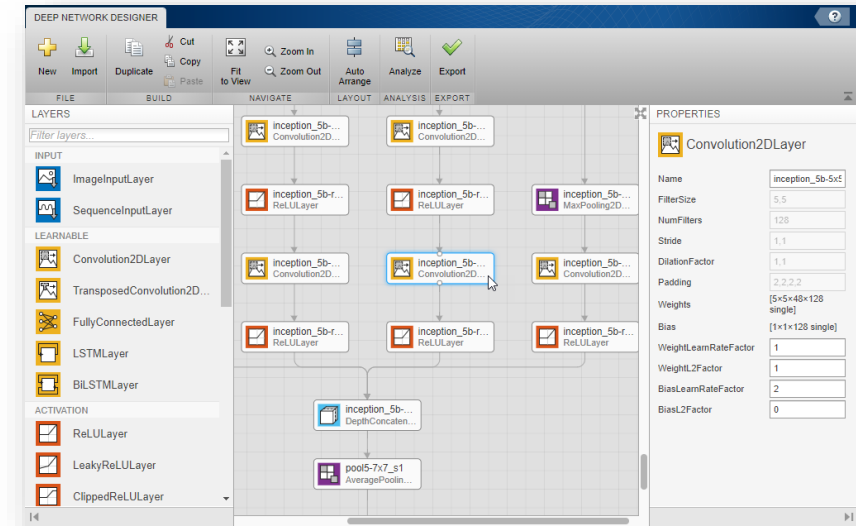 DEEP NETWORK DESIGNER
?
New
Import
Duplicate
Cut
Copy
Paste
Fit
to View
Zoom In
Zoom Out
Auto
Arrange
Analyze
Export
FILE
BUILD
NAVIGATE
LAYOUT
ANALYSIS
EXPORT
LAYERS
Filter layers...
INPUT
ImageInputLayer
SequenceInputLayer
LEARNABLE
Convolution2DLayer
TransposedConvolution2D...
FullyConnectedLayer
LSTMLayer
BiLSTMLayer
ACTIVATION
ReLULayer
LeakyReLULayer
ClippedReLULayer
inception_5b-...
Convolution2D...
inception_5b-...
Convolution2D...
inception_5b-r...
ReLULayer
inception_5b-r...
ReLULayer
inception_5b-...
MaxPooling2D...
inception_5b-...
Convolution2D...
inception_5b-...
Convolution2D...
inception_5b-...
Convolution2D...
inception_5b-r...
ReLULayer
inception_5b-r...
ReLULayer
inception_5b-r...
ReLULayer
inception_5b-...
DepthConcaten...
pool5-7x7_s1
AveragePoolin...
PROPERTIES
Convolution2DLayer
Name inception_5b-5x5
FilterSize 5,5
NumFilters 128
Stride 1,1
DilationFactor 1,1
Padding 2,2,2,2
Weights [5×5×48×128
single]
Bias [1×1×128 single]
WeightLearnRateFactor 1
WeightL2Factor 1
BiasLearnRateFactor 2
BiasL2Factor 0